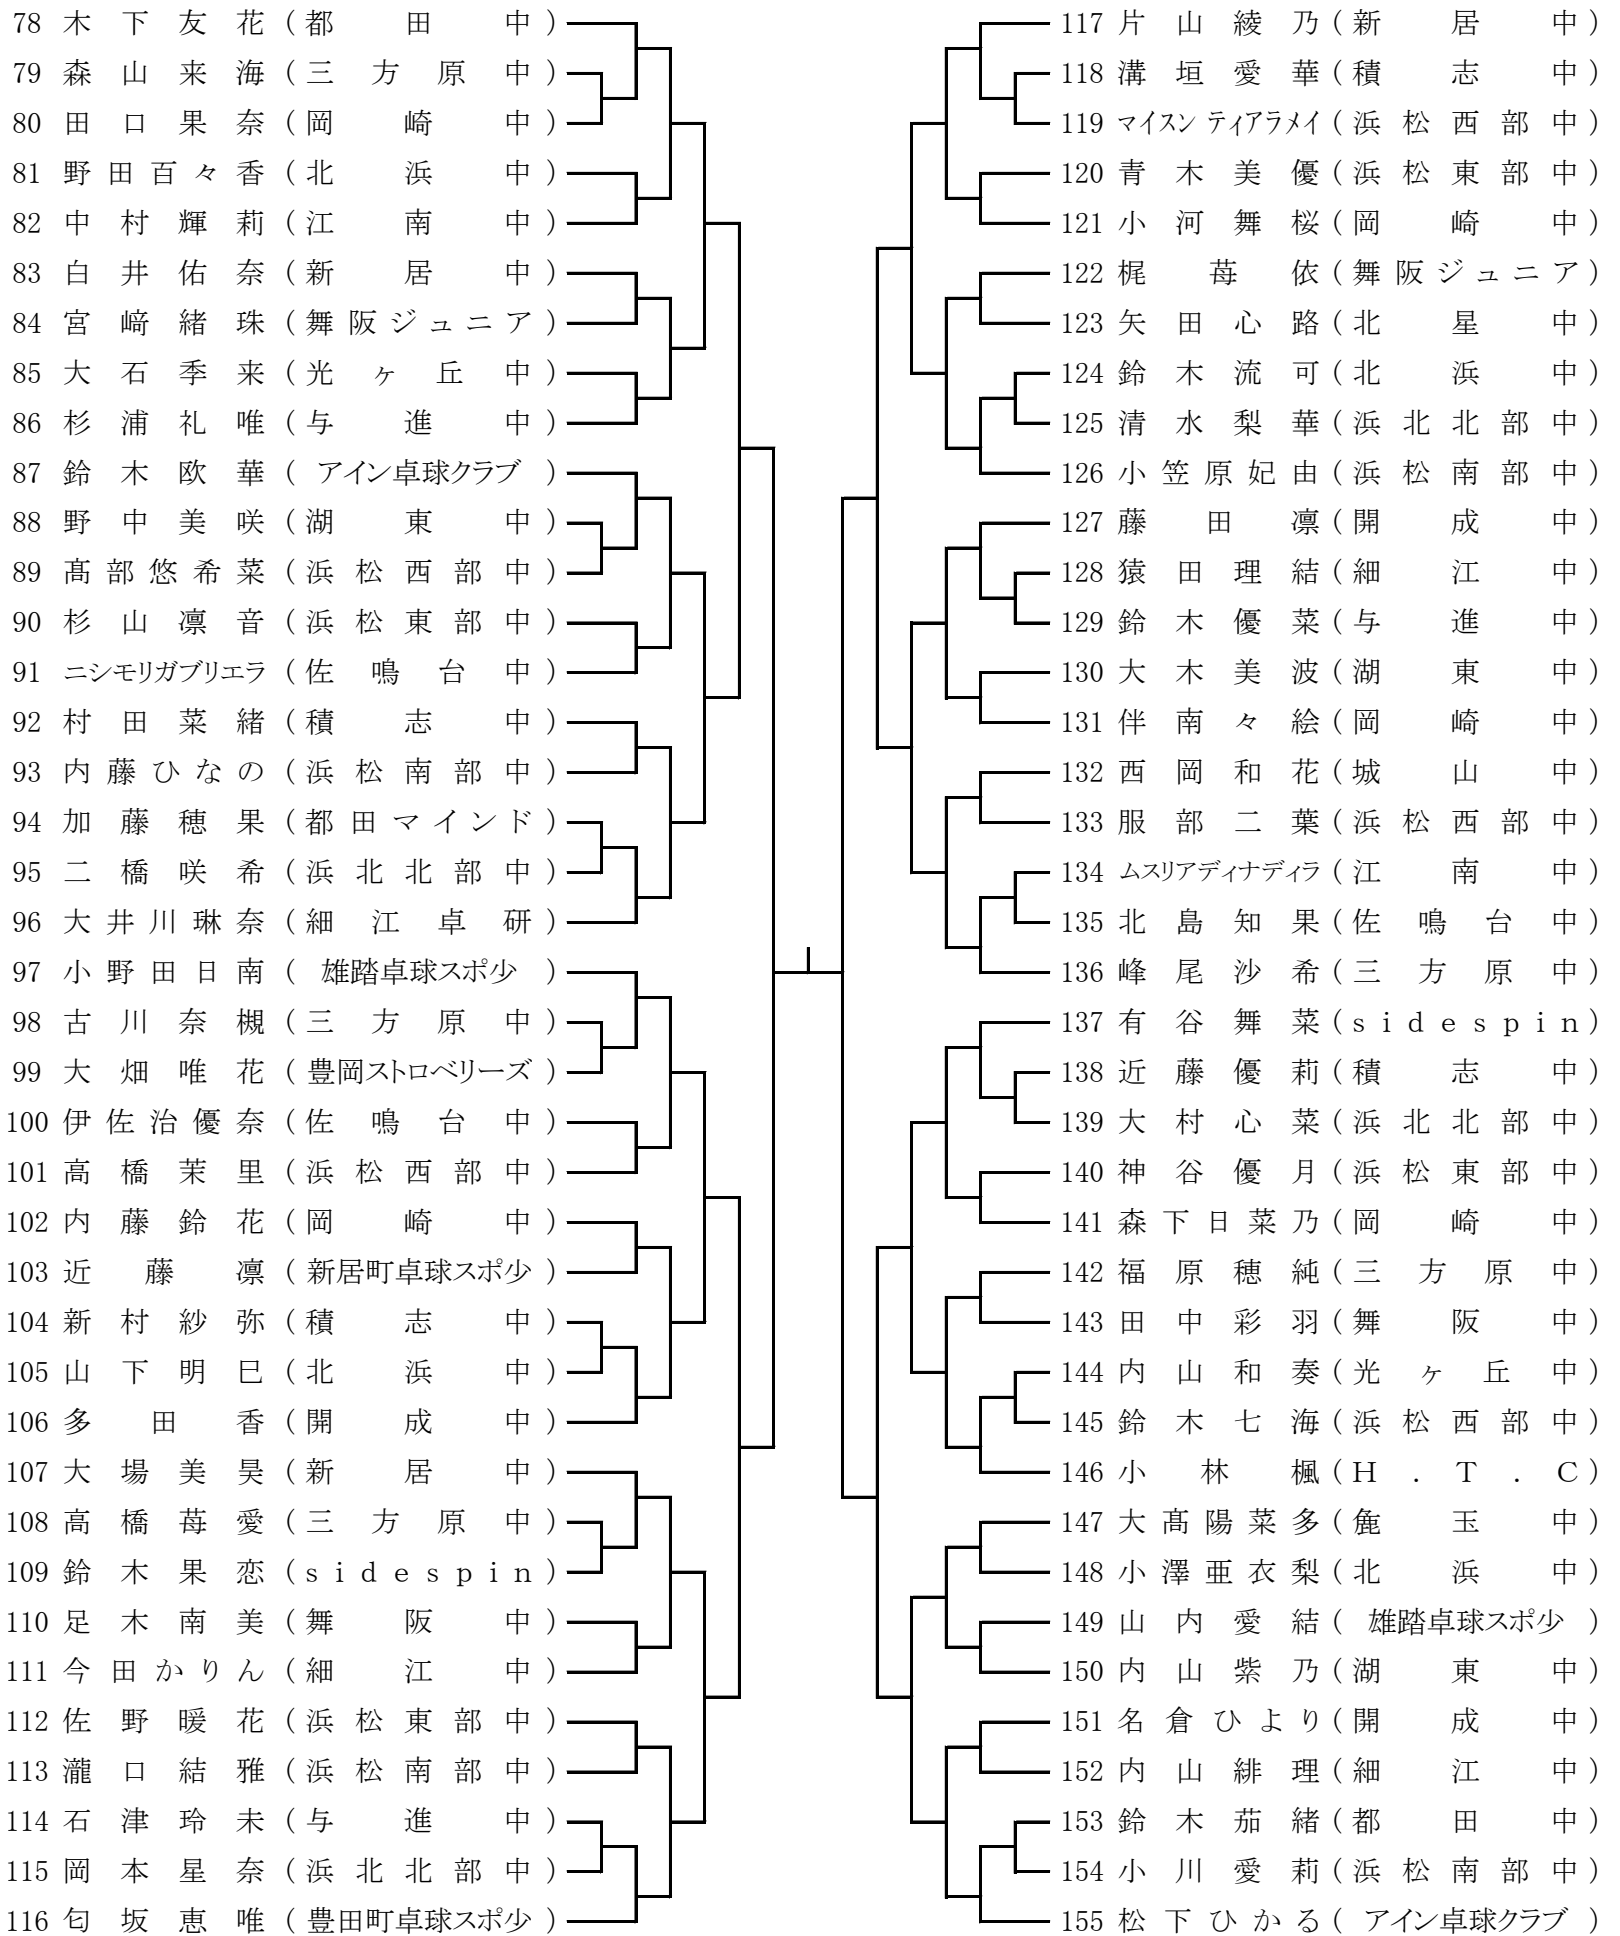 78 木下友花 (都田中)
79 森山来海 (三方原中)
80 田口果奈 (岡崎中)
81 野田百々香 (北浜中)
82 中村輝莉 (江南中)
83 白井佑奈 (新居中)
84 宮﨑緒珠 (舞阪ジュニア)
85 大石季来 (光ヶ丘中)
86 杉浦礼唯 (与進中)
87 鈴木欧華 (アイン卓球クラブ)
88 野中美咲 (湖東中)
89 髙部悠希菜 (浜松西部中)
90 杉山凛音 (浜松東部中)
91 ニシモリガブリエラ (佐鳴台中)
92 村田菜緒 (積志中)
93 内藤ひなの (浜松南部中)
94 加藤穂果 (都田マインド)
95 二橋咲希 (浜北北部中)
96 大井川琳奈 (細江卓研)
97 小野田日南 (雄踏卓球スポ少)
98 古川奈槻 (三方原中)
99 大畑唯花 (豊岡ストロベリーズ)
100 伊佐治優奈 (佐鳴台中)
101 高橋茉里 (浜松西部中)
102 内藤鈴花 (岡崎中)
103 近藤凛 (新居町卓球スポ少)
104 新村紗弥 (積志中)
105 山下明巳 (北浜中)
106 多田香 (開成中)
107 大場美昊 (新居中)
108 高橋苺愛 (三方原中)
109 鈴木果恋 (sidespin)
110 足木南美 (舞阪中)
111 今田かりん (細江中)
112 佐野暖花 (浜松東部中)
113 瀧口結雅 (浜松南部中)
114 石津玲未 (与進中)
115 岡本星奈 (浜北北部中)
116 匂坂恵唯 (豊田町卓球スポ少)
117 片山綾乃 (新居中)
118 溝垣愛華 (積志中)
119 マイスン ティアラメイ (浜松西部中)
120 青木美優 (浜松東部中)
121 小河舞桜 (岡崎中)
122 梶苺依 (舞阪ジュニア)
123 矢田心路 (北星中)
124 鈴木流可 (北浜中)
125 清水梨華 (浜北北部中)
126 小笠原妃由 (浜松南部中)
127 藤田凛 (開成中)
128 猿田理結 (細江中)
129 鈴木優菜 (与進中)
130 大木美波 (湖東中)
131 伴南々絵 (岡崎中)
132 西岡和花 (城山中)
133 服部二葉 (浜松西部中)
134 ムスリアディナディラ (江南中)
135 北島知果 (佐鳴台中)
136 峰尾沙希 (三方原中)
137 有谷舞菜 (sidespin)
138 近藤優莉 (積志中)
139 大村心菜 (浜北北部中)
140 神谷優月 (浜松東部中)
141 森下日菜乃 (岡崎中)
142 福原穂純 (三方原中)
143 田中彩羽 (舞阪中)
144 内山和奏 (光ヶ丘中)
145 鈴木七海 (浜松西部中)
146 小林楓 (H.T.C)
147 大髙陽菜多 (麁玉中)
148 小澤亜衣梨 (北浜中)
149 山内愛結 (雄踏卓球スポ少)
150 内山紫乃 (湖東中)
151 名倉ひより (開成中)
152 内山緋理 (細江中)
153 鈴木茄緒 (都田中)
154 小川愛莉 (浜松南部中)
155 松下ひかる (アイン卓球クラブ)